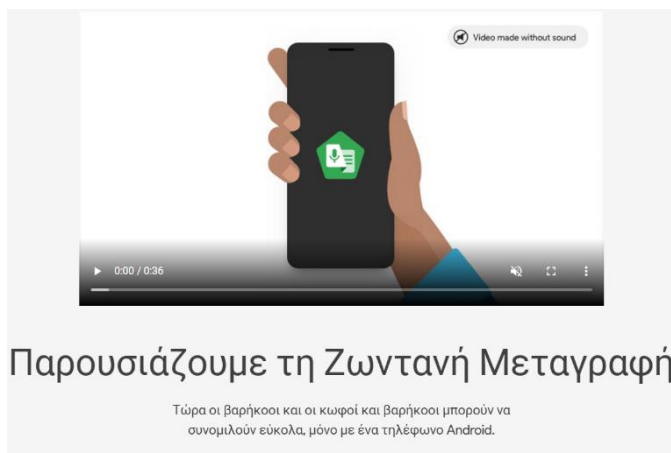 Video made without sound
0:00 / 0:36
Παρουσιάζουμε τη Ζωντανή Μεταγραφή
Τώρα οι βαρήκοοι και οι κωφοί και βαρήκοοι μπορούν να
συνομιλούν εύκολα, μόνο με ένα τηλέφωνο Android.